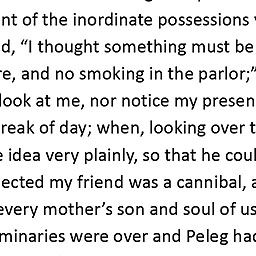 nt of the inordinate possessions
d, “I thought something must be
re, and no smoking in the parlor;”
look at me, nor notice my presen
reak of day; when, looking over t
idea very plainly, so that he coul
ected my friend was a cannibal, a
every mother’s son and soul of us
minaries were over and Peleg had